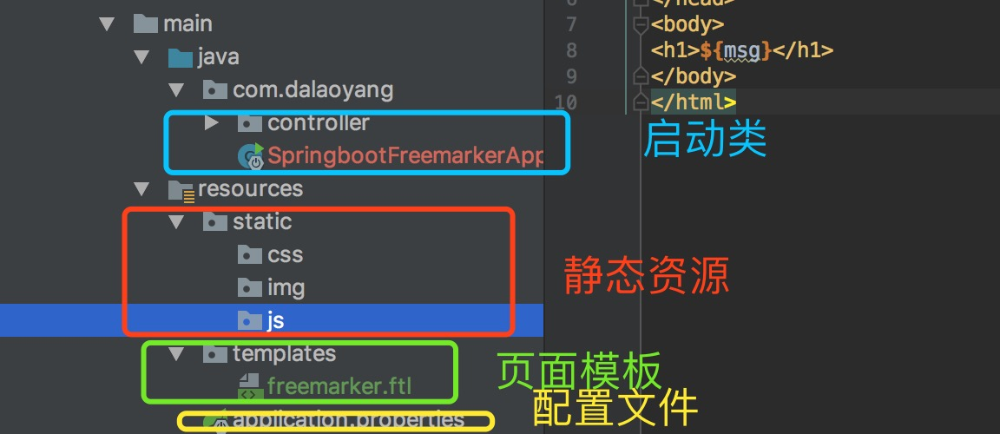 main
java
com.dalaoyang
controller
SpringbootFreemarkerApp
resources
static
css
img
js
templates
freemarker.ftl
application.properties
6 </head>
7 <body>
8 <h1>${msg}</h1>
9 </body>
10 </html>
启动类
静态资源
页面模板
配置文件